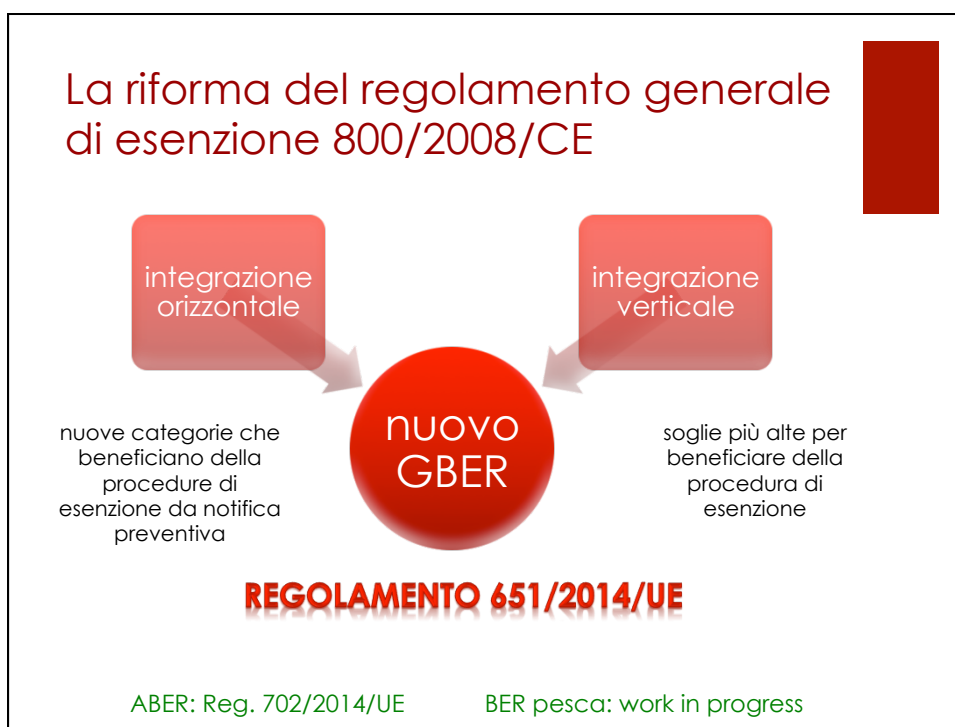 La riforma del regolamento generale
di esenzione 800/2008/CE
integrazione
orizzontale
integrazione
verticale
nuovo
GBER
nuove categorie che
beneficiano della
procedure di
esenzione da notifica
preventiva
soglie più alte per
beneficiare della
procedura di
esenzione
REGOLAMENTO 651/2014/UE
ABER: Reg. 702/2014/UE
BER pesca: work in progress